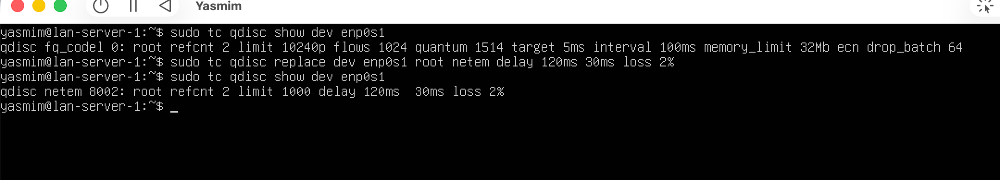 Yasmim
yasmim@lan-server-1:~$ sudo tc qdisc show dev enp0s1
qdisc fq_codel 0: root refcnt 2 limit 10240p flows 1024 quantum 1514 target 5ms interval 100ms memory_limit 32Mb ecn drop_batch 64
yasmim@lan-server-1:~$ sudo tc qdisc replace dev enp0s1 root netem delay 120ms 30ms loss 2%
yasmim@lan-server-1:~$ sudo tc qdisc show dev enp0s1
qdisc netem 8002: root refcnt 2 limit 1000 delay 120ms  30ms loss 2%
yasmim@lan-server-1:~$ _